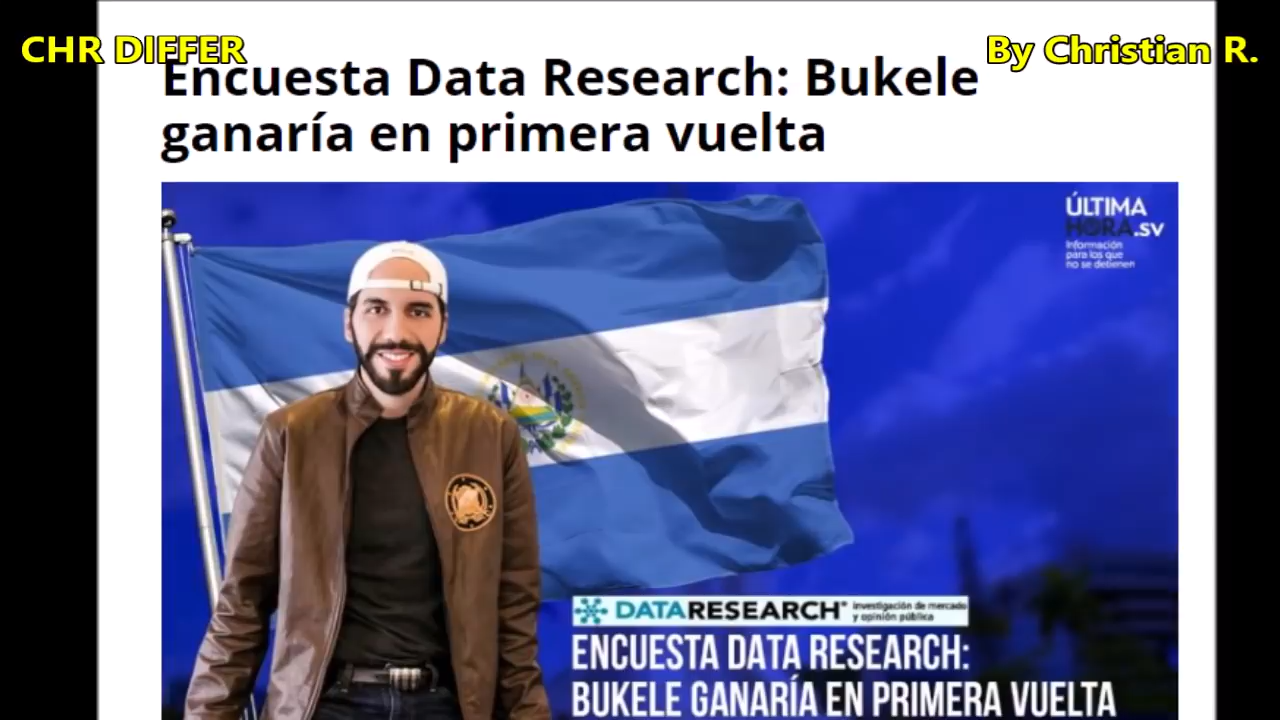 CHR DIFFER
By Christian R.
Encuesta Data Research: Bukele
ganaría en primera vuelta
ÚLTIMA
HORA.SV
Información
para los que
no se detienen
DATARESEARCH
investigación de mercado
y opinión pública
ENCUESTA DATA RESEARCH:
BUKELE GANARÍA EN PRIMERA VUELTA